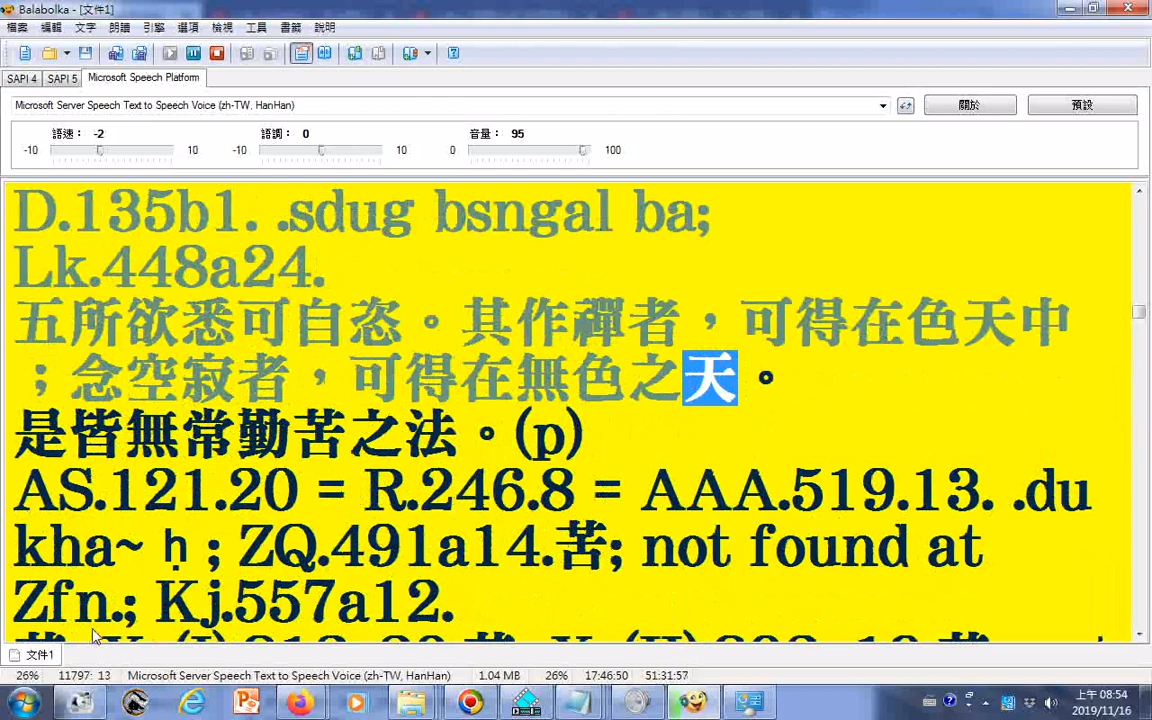 Balabolka - [文件1]
檔案 編輯 文字 朗讀 引擎 選項 檢視 工具 書籤 說明
SAPI 4 SAPI 5 Microsoft Speech Platform
Microsoft Server Speech Text to Speech Voice (zh-TW, HanHan) 關於 預設
語速： -2 語調： 0 音量： 95
-10 10 -10 10 0 100
D.135b1. .sdug bsngal ba;
Lk.448a24.
五所欲悉可自恣。其作禪者，可得在色天中
；念空寂者，可得在無色之天。
是皆無常勤苦之法。(p)
AS.121.20 = R.246.8 = AAA.519.13. .du
kha~ ḥ ; ZQ.491a14.苦; not found at
Zfn.; Kj.557a12.
文件1
26% 11797: 13 Microsoft Server Speech Text to Speech Voice (zh-TW, HanHan) 1.04 MB 26% 17:46:50 51:31:57
上午 08:54
2019/11/16